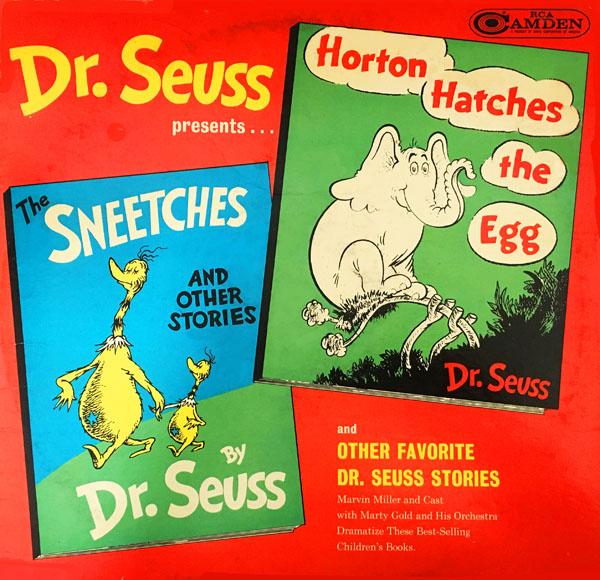 RCA
CAMDEN
Dr. Seuss
presents...
Horton
Hatches
the
Egg
Dr. Seuss
The
SNEETCHES
AND
OTHER
STORIES
By
Dr. Seuss
and
OTHER FAVORITE
DR. SEUSS STORIES
Marvin Miller and Cast
with Marty Gold and His Orchestra
Dramatize These Best-Selling
Children's Books.